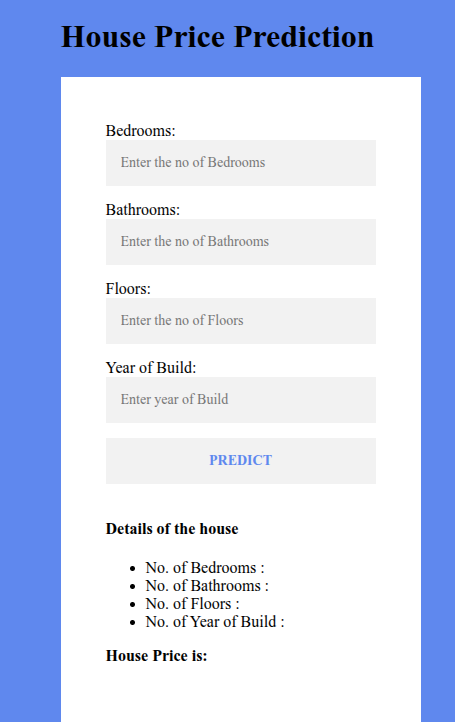 House Price Prediction
Bedrooms:
Enter the no of Bedrooms
Bathrooms:
Enter the no of Bathrooms
Floors:
Enter the no of Floors
Year of Build:
Enter year of Build
PREDICT
Details of the house
No. of Bedrooms :
No. of Bathrooms :
No. of Floors :
No. of Year of Build :
House Price is: